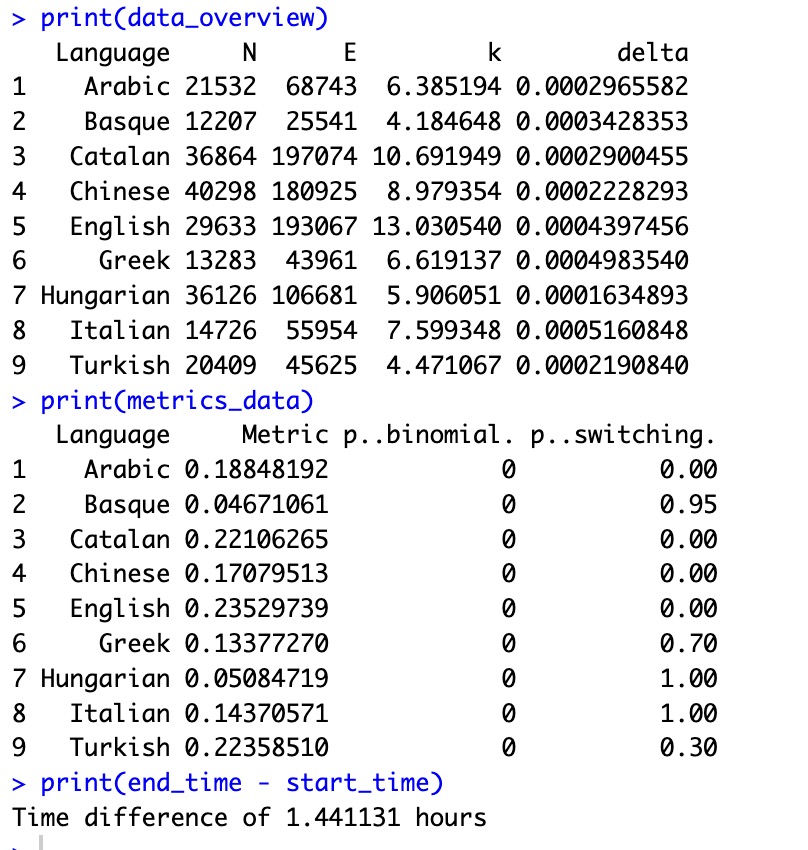 > print(data_overview)
Language N E k delta
1 Arabic 21532 68743 6.385194 0.0002965582
2 Basque 12207 25541 4.184648 0.0003428353
3 Catalan 36864 197074 10.691949 0.0002900455
4 Chinese 40298 180925 8.979354 0.0002228293
5 English 29633 193067 13.030540 0.0004397456
6 Greek 13283 43961 6.619137 0.0004983540
7 Hungarian 36126 106681 5.906051 0.0001634893
8 Italian 14726 55954 7.599348 0.0005160848
9 Turkish 20409 45625 4.471067 0.0002190840
> print(metrics_data)
Language Metric p..binomial. p..switching.
1 Arabic 0.18848192 0 0.00
2 Basque 0.04671061 0 0.95
3 Catalan 0.22106265 0 0.00
4 Chinese 0.17079513 0 0.00
5 English 0.23529739 0 0.00
6 Greek 0.13377270 0 0.70
7 Hungarian 0.05084719 0 1.00
8 Italian 0.14370571 0 1.00
9 Turkish 0.22358510 0 0.30
> print(end_time - start_time)
Time difference of 1.441131 hours
>